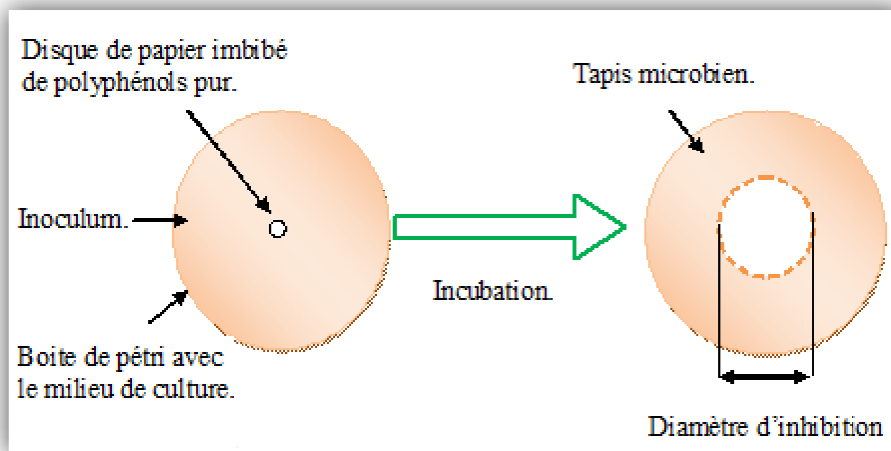 Disque de papier imbibé
de polyphénols pur.
Inoculum.
Boite de pétri avec
le milieu de culture.
Incubation.
Tapis microbien.
Diamètre d'inhibition